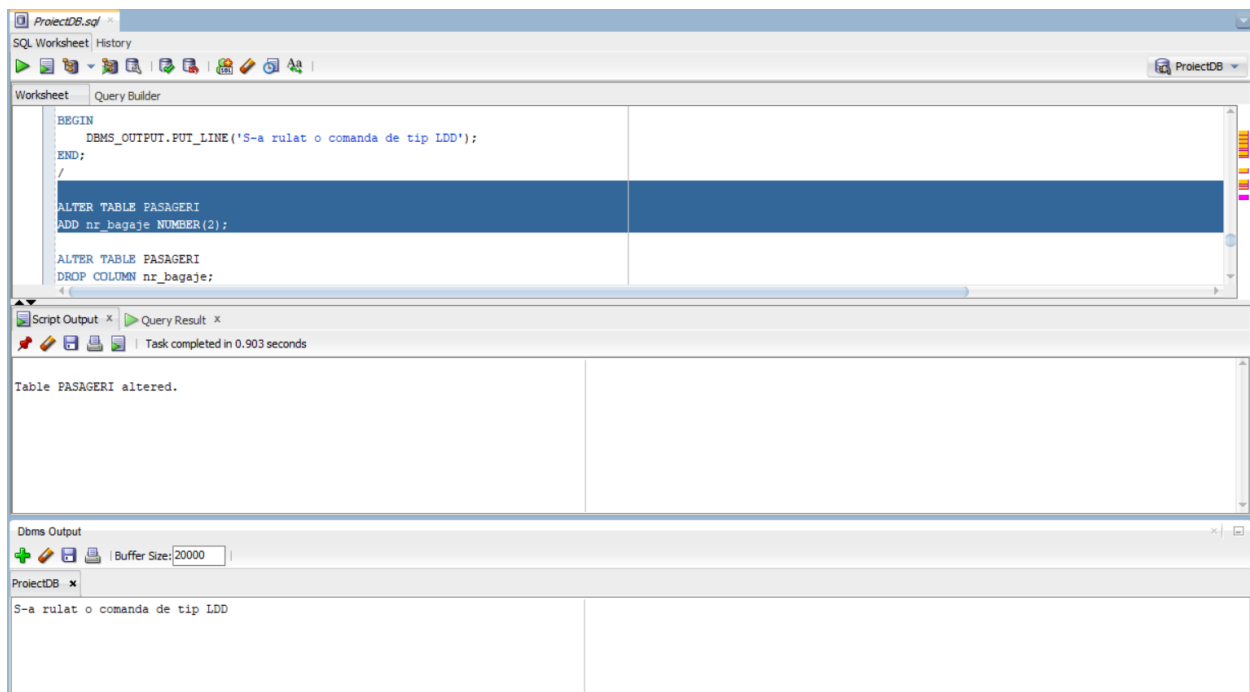 ProiectDB.sql
SQL Worksheet History
ProiectDB
Worksheet Query Builder
BEGIN
DBMS_OUTPUT.PUT_LINE('S-a rulat o comanda de tip LDD');
END;
/
ALTER TABLE PASAGERI
ADD nr_bagaje NUMBER(2);
ALTER TABLE PASAGERI
DROP COLUMN nr_bagaje;
Script Output x Query Result x
Task completed in 0.903 seconds
Table PASAGERI altered.
Dbms Output
Buffer Size: 20000
ProiectDB x
S-a rulat o comanda de tip LDD